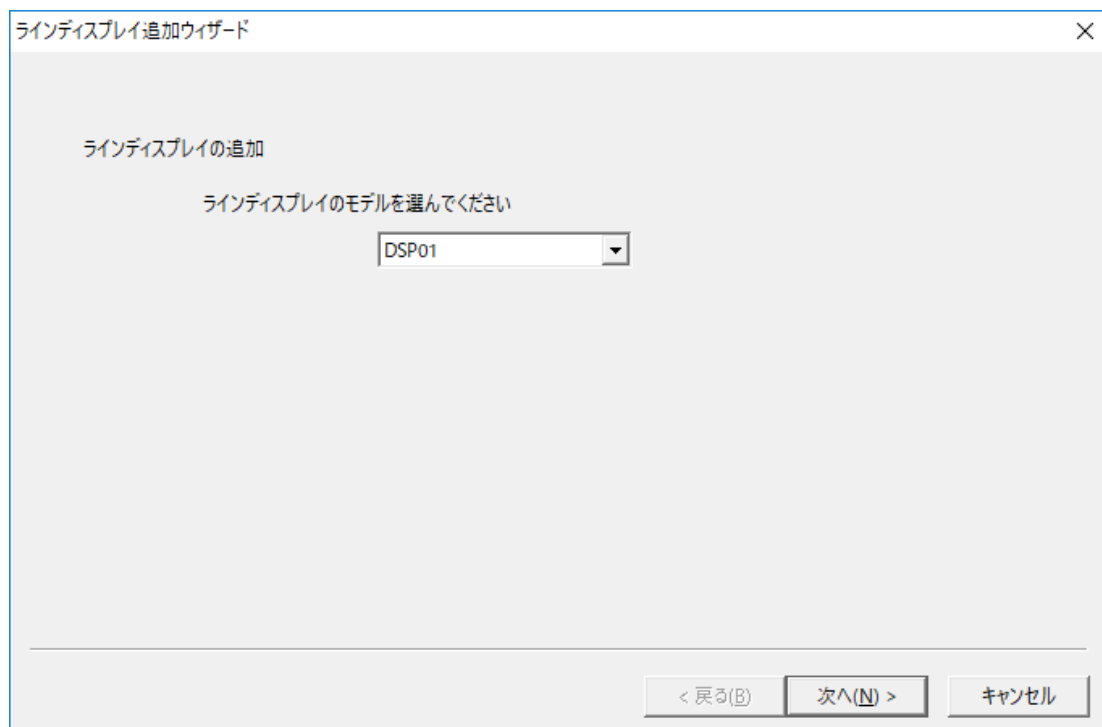 ラインディスプレイ追加ウィザード
ラインディスプレイの追加
ラインディスプレイのモデルを選んでください
DSP01
< 戻る(B) 次へ(N) > キャンセル